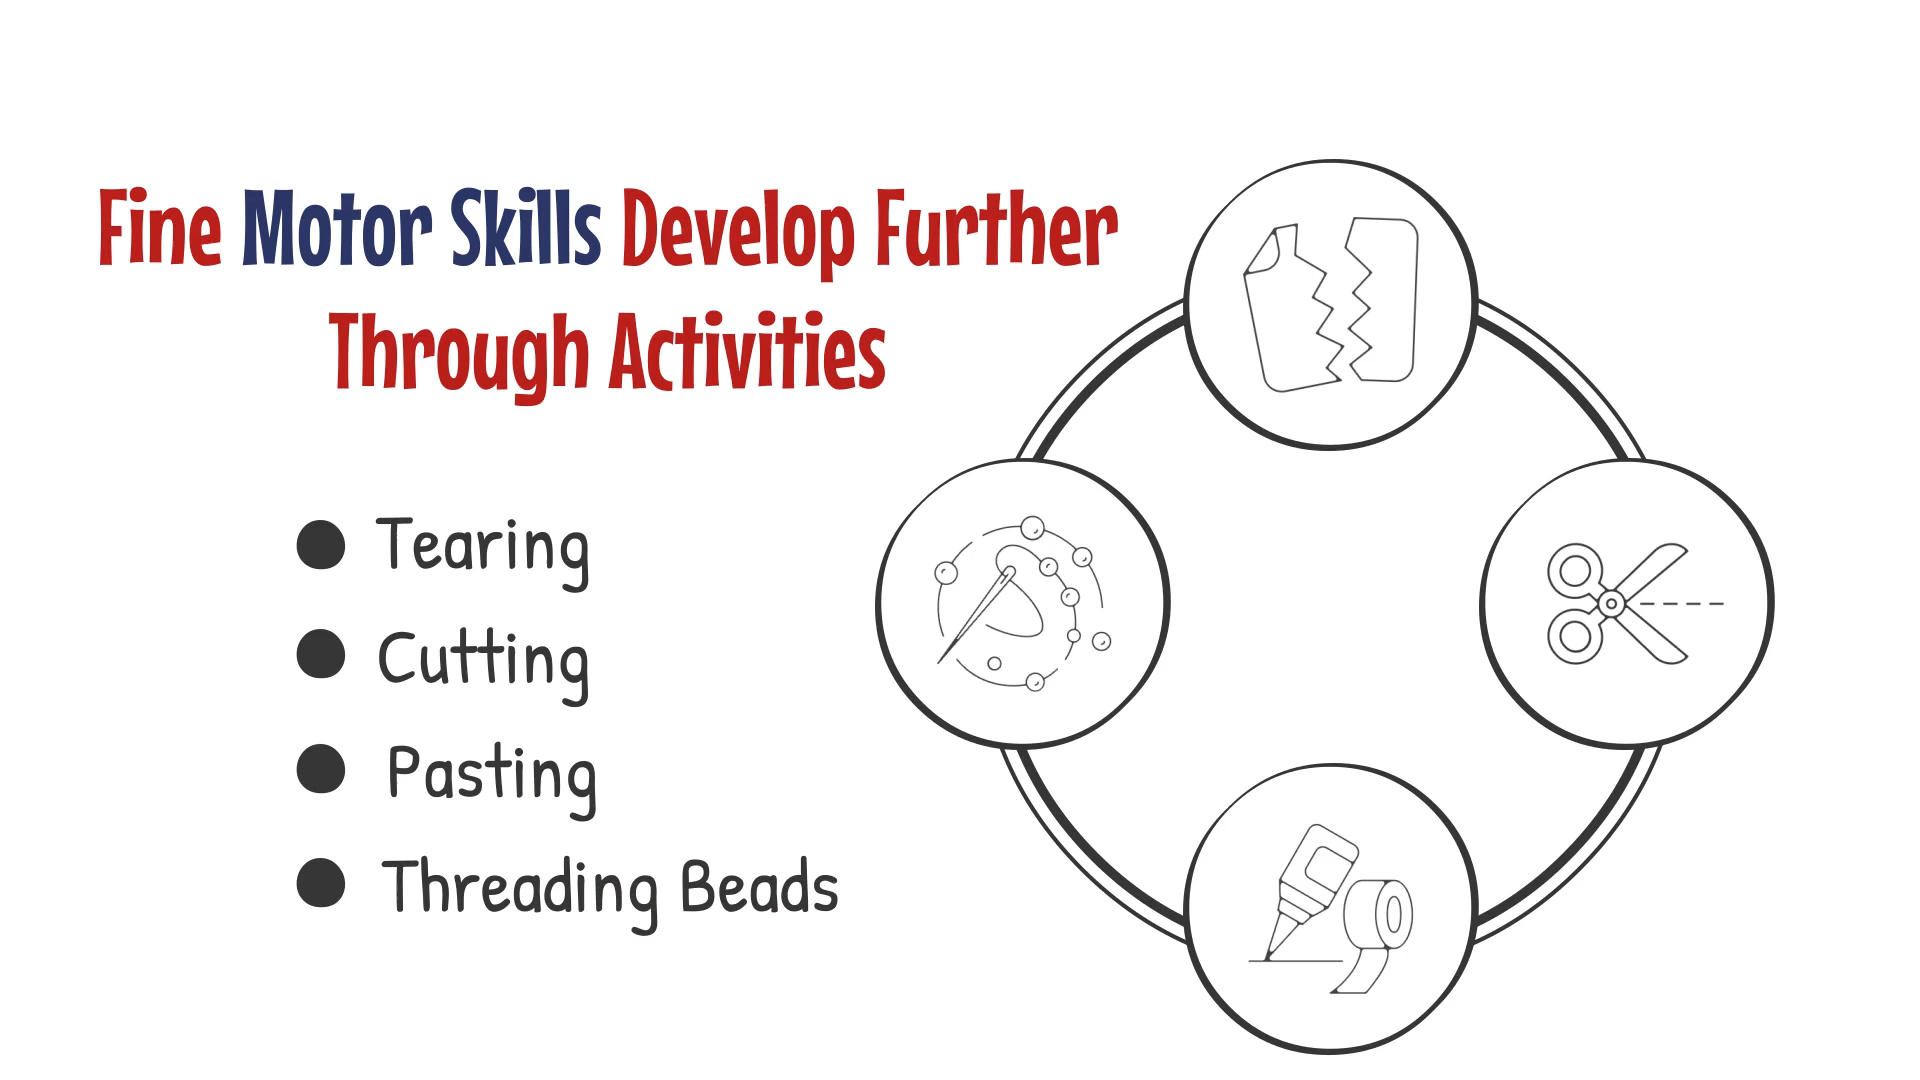 Fine Motor Skills Develop Further
Through Activities
Tearing
Cutting
Pasting
Threading Beads